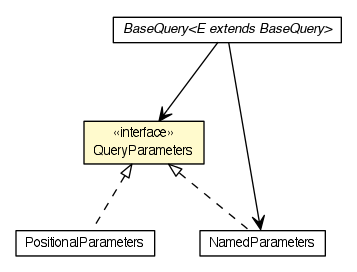 BaseQuery<E extends BaseQuery>
«interface»
QueryParameters
PositionalParameters
NamedParameters